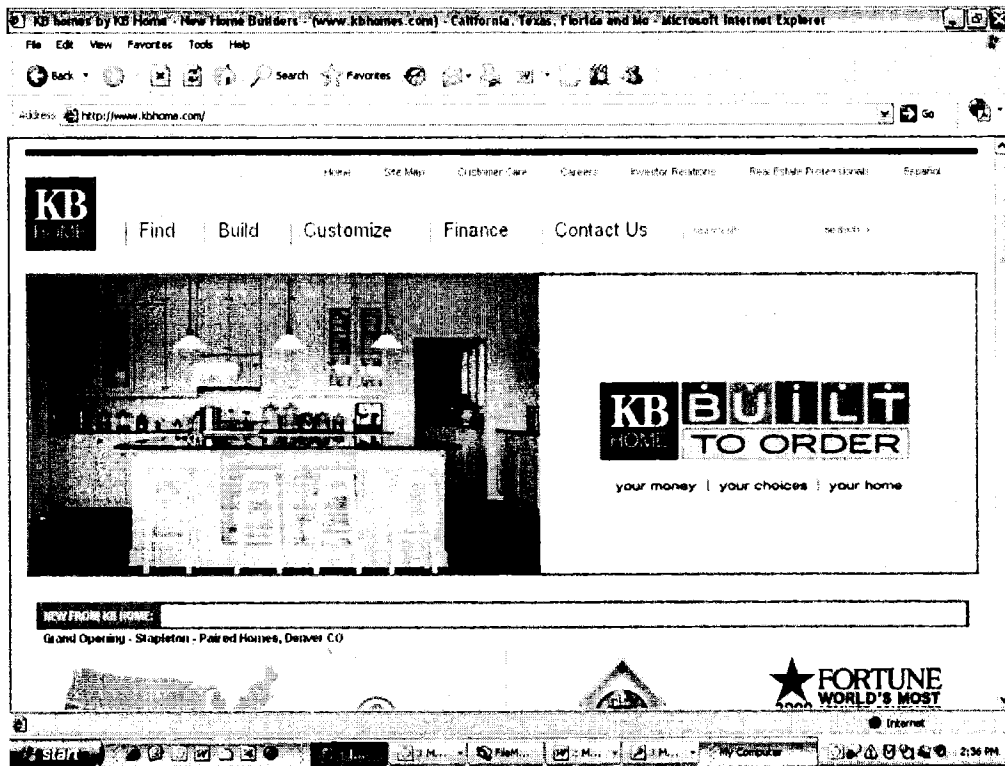 KB homes by KB Home - New Home Builders - (www.kbhomes.com) - California, Texas, Florida and Mo - Microsoft Internet Explorer
File Edit View Favorites Tools Help
Back Search Favorites
Address http://www.kbhome.com/ Go
Home Site Map Customer Care Careers Investor Relations Real Estate Professionals Español
KB
HOME
Find Build Customize Finance Contact Us
KB
HOME
BUiLT
TO ORDER
your money | your choices | your home
NEW FROM KB HOME:
Grand Opening - Stapleton - Paired Homes, Denver CO
FORTUNE
WORLD'S MOST
Internet
start 3 M... FileM... M... 3 M... My Computer 2:36 PM